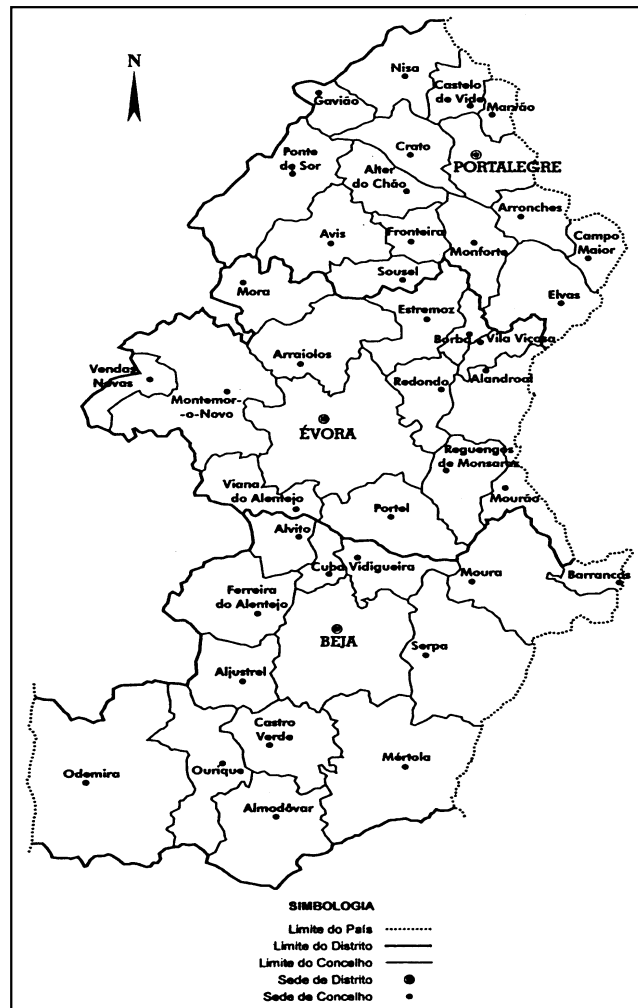 N
Nisa
Castelo
de Vide
Marvão
Gavião
Crato
PORTALEGRE
Ponte
de Sor
Alter
do Chão
Arronches
Campo
Maior
Avis
Fronteira
Monforte
Sousel
Mora
Elvas
Estremoz
Borba
Vila Viçosa
Arraiolos
Vendas
Novas
Redondo
Alandroal
Montemor-
-o-Novo
ÉVORA
Reguengos
de Monsaraz
Viana
do Alentejo
Mourão
Portel
Alvito
Cuba
Vidigueira
Moura
Barrancos
Ferreira
do Alentejo
BEJA
Serpa
Aljustrel
Castro
Verde
Odemira
Ourique
Mértola
Almodôvar
SIMBOLOGIA
Limite do País
Limite do Distrito
Limite do Concelho
Sede de Distrito
Sede de Concelho